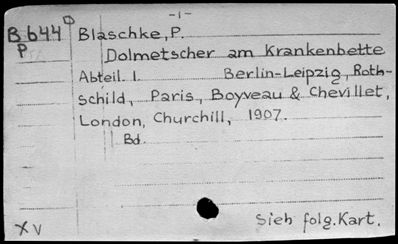 -1-
B644 Blaschke, P.
P Dolmetscher am Krankenbette
Abteil. I. Berlin-Leipzig, Roth-
schild, Paris, Boyveau & Chevillet,
London, Churchill, 1907.
Bd.
XV Sieh folg. Kart.